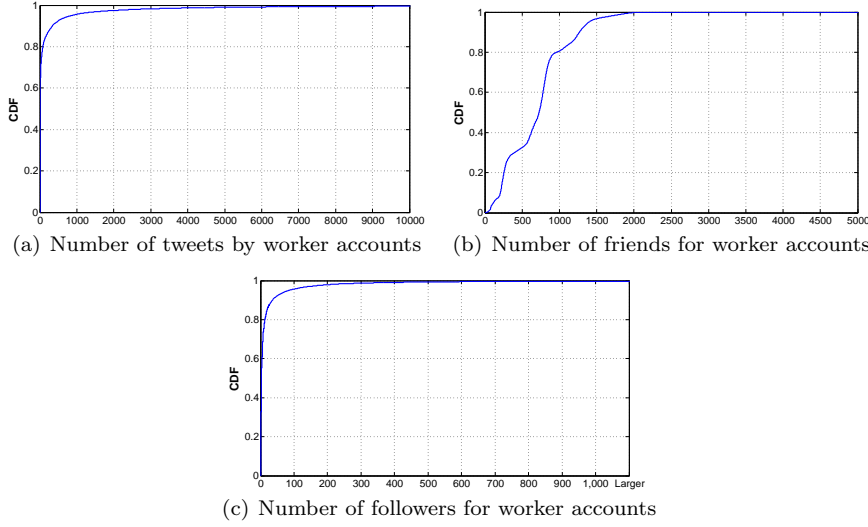 1
0.8
0.6
0.4
0.2
0
CDF
0 1000 2000 3000 4000 5000 6000 7000 8000 9000 10000
(a) Number of tweets by worker accounts
1
0.8
0.6
0.4
0.2
0
CDF
0 500 1000 1500 2000 2500 3000 3500 4000 4500 5000
(b) Number of friends for worker accounts
1
0.8
0.6
0.4
0.2
0
CDF
0 100 200 300 400 500 600 700 800 900 1,000 Larger
(c) Number of followers for worker accounts